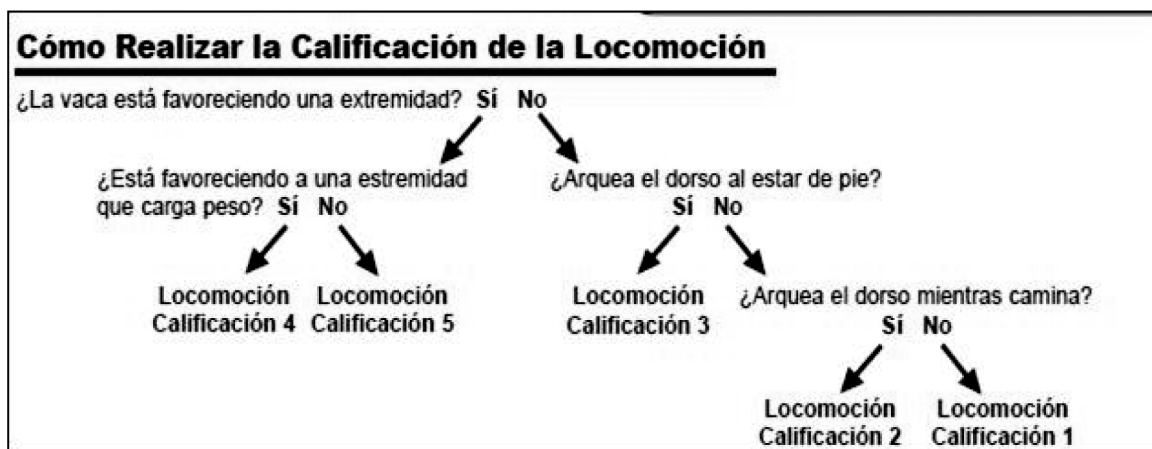 Cómo Realizar la Calificación de la Locomoción
¿La vaca está favoreciendo una extremidad? Sí No
¿Está favoreciendo a una estremidad
que carga peso? Sí No
¿Arquea el dorso al estar de pie?
Sí No
Locomoción
Calificación 4
Locomoción
Calificación 5
Locomoción
Calificación 3
¿Arquea el dorso mientras camina?
Sí No
Locomoción
Calificación 2
Locomoción
Calificación 1